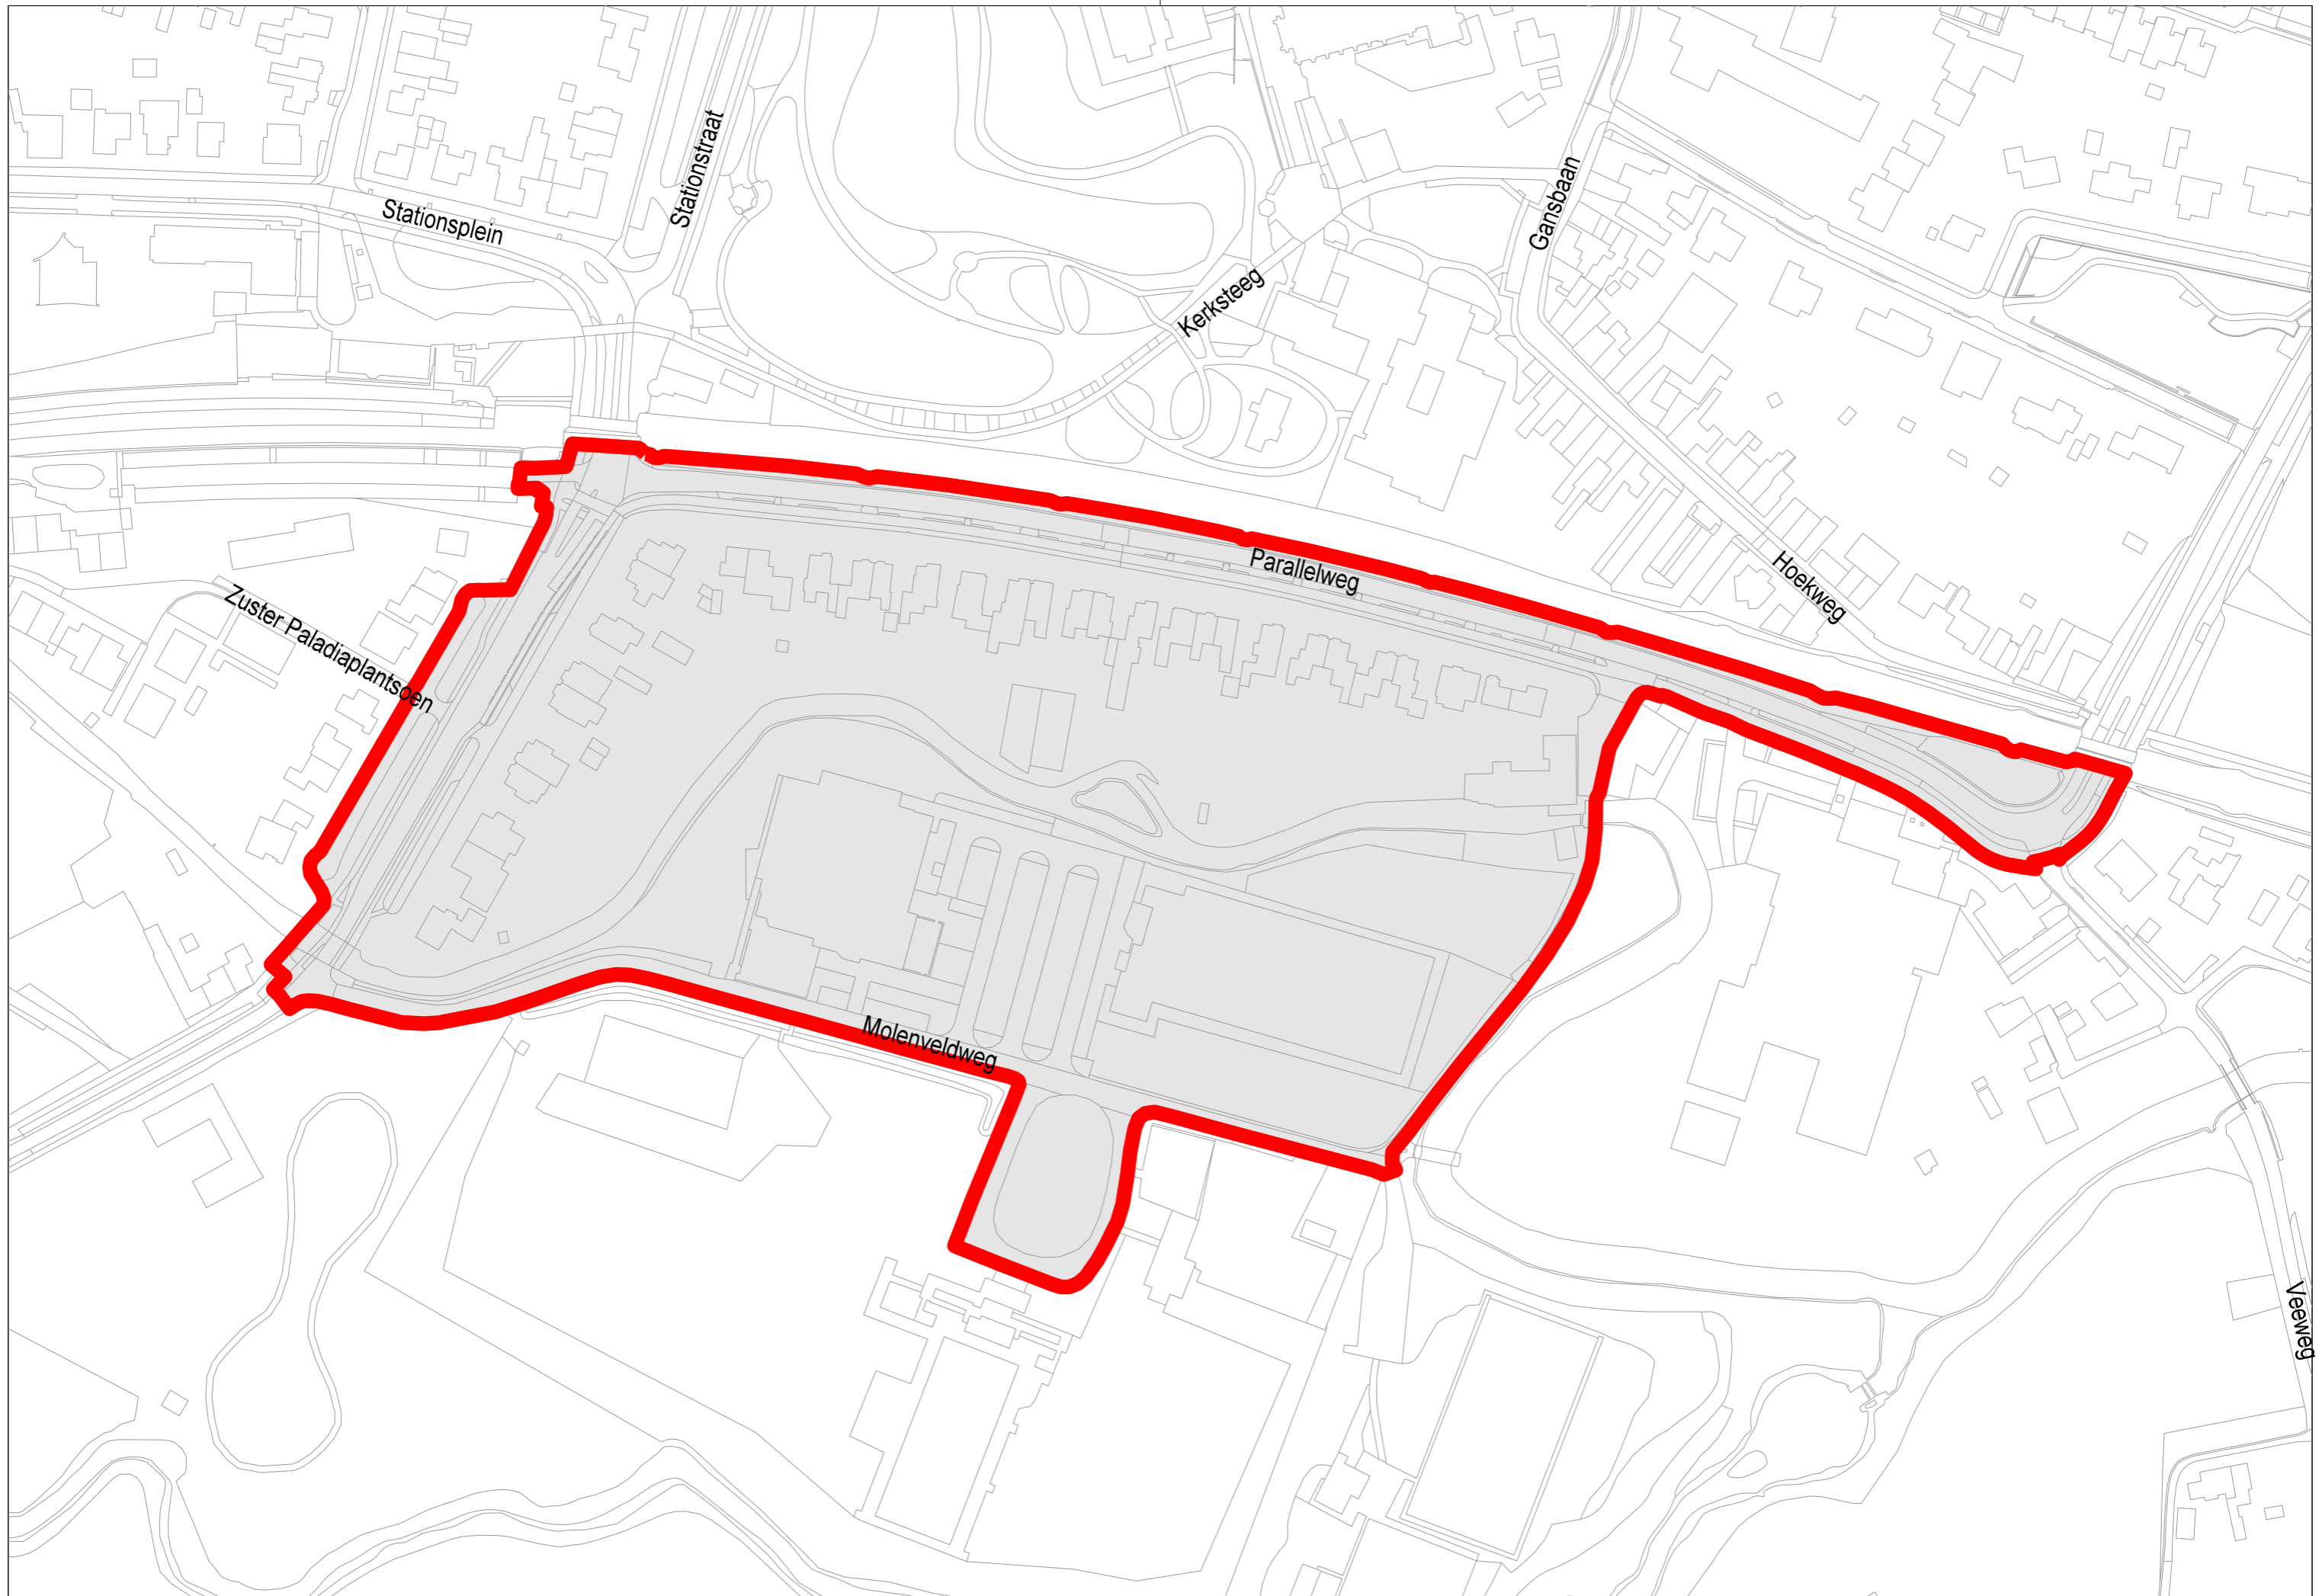 Stationstraat
Stationsplein
Gansbaan
Kerksteeg
Parallelweg
Hoekweg
Zuster Paladiaplantsoen
Molenveldweg
Veeweg